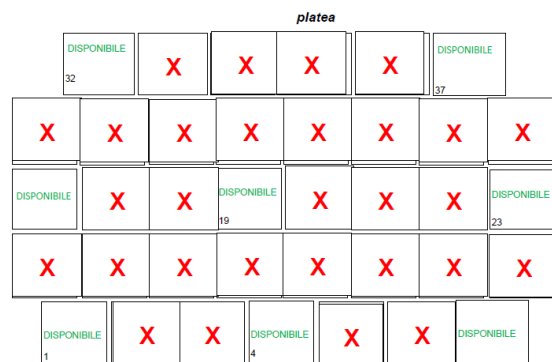 platea
DISPONIBILE X X X X DISPONIBILE
32 37
X X X X X X X X
DISPONIBILE X X DISPONIBILE X X X DISPONIBILE
19 23
X X X X X X X X
DISPONIBILE X X DISPONIBILE X X DISPONIBILE
1 4